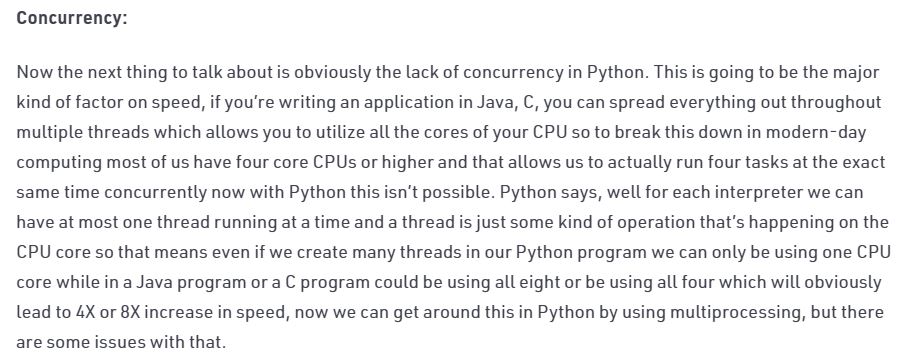 Concurrency:
Now the next thing to talk about is obviously the lack of concurrency in Python. This is going to be the major
kind of factor on speed, if you’re writing an application in Java, C, you can spread everything out throughout
multiple threads which allows you to utilize all the cores of your CPU so to break this down in modern-day
computing most of us have four core CPUs or higher and that allows us to actually run four tasks at the exact
same time concurrently now with Python this isn’t possible. Python says, well for each interpreter we can
have at most one thread running at a time and a thread is just some kind of operation that’s happening on the
CPU core so that means even if we create many threads in our Python program we can only be using one CPU
core while in a Java program or a C program could be using all eight or be using all four which will obviously
lead to 4X or 8X increase in speed, now we can get around this in Python by using multiprocessing, but there
are some issues with that.